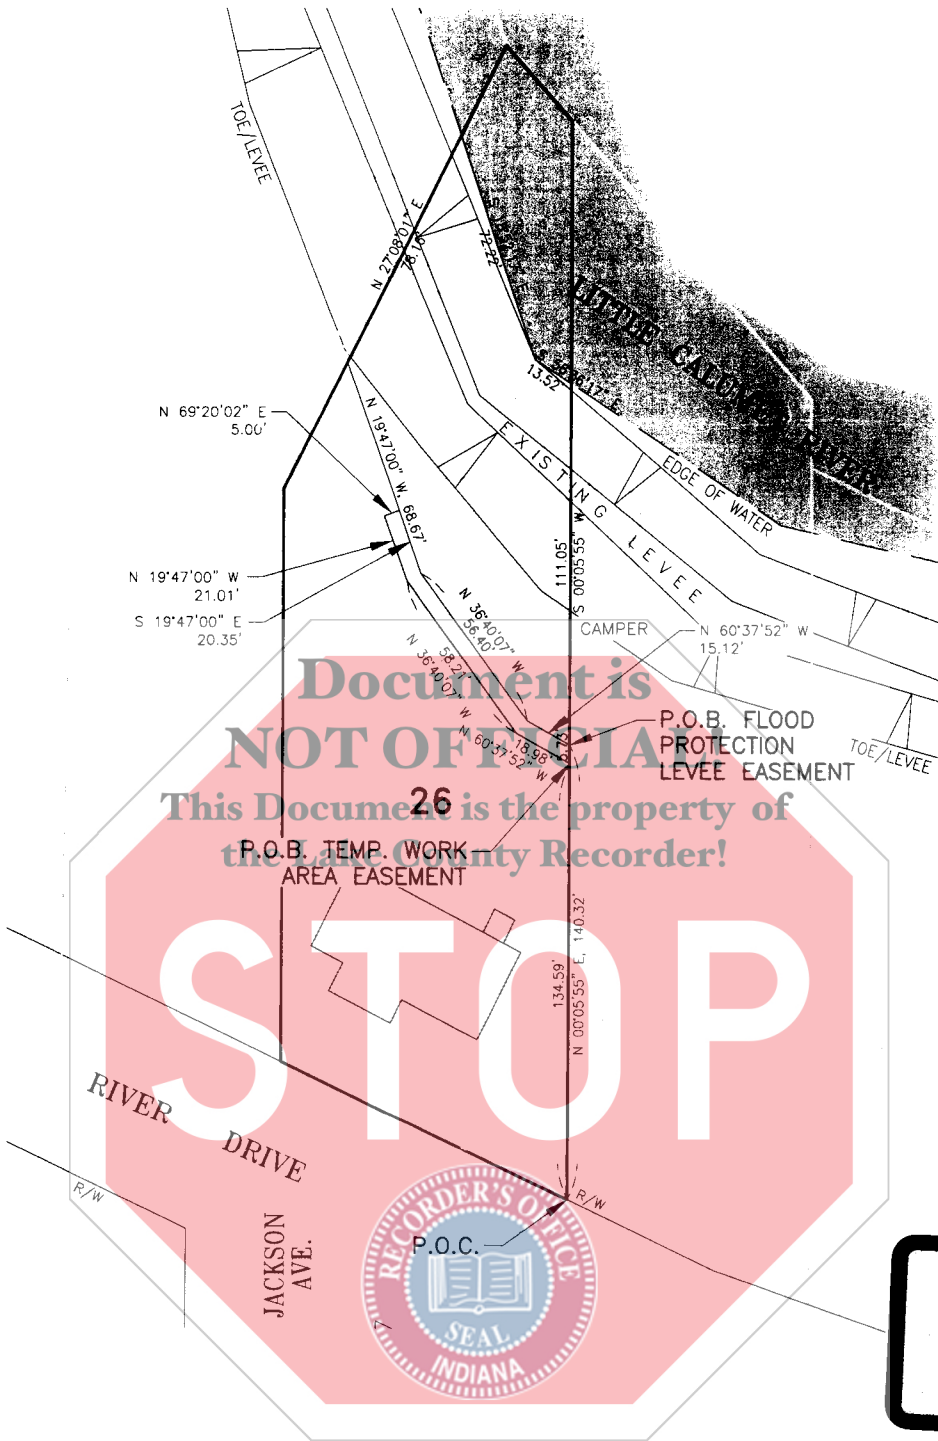 TOE/LEVEE
N 27°08'01" E
78.16'
72.22'
LITTLE CALUMET RIVER
13.52'
N 69°20'02" E
5.00'
N 19°47'00" W, 68.67'
EXISTING LEVEE
EDGE OF WATER
N 19°47'00" W
21.01'
S 19°47'00" E
20.35'
111.05'
S 00°05'55" W
N 36°40'07" W
56.40'
58.21'
N 36°40'07" W
CAMPER
N 60°37'52" W
15.12'
Document is
NOT OFFICIAL!
This Document is the property of
the Lake County Recorder!
P.O.B. FLOOD
PROTECTION
LEVEE EASEMENT
TOE/LEVEE
18.98'
N 60°37'52" W
5.73'
26
P.O.B. TEMP. WORK
AREA EASEMENT
134.59'
N 00°05'55" E, 140.32'
STOP
RIVER DRIVE
R/W
R/W
JACKSON
AVE.
P.O.C.
RECORDER'S OFFICE
SEAL
INDIANA